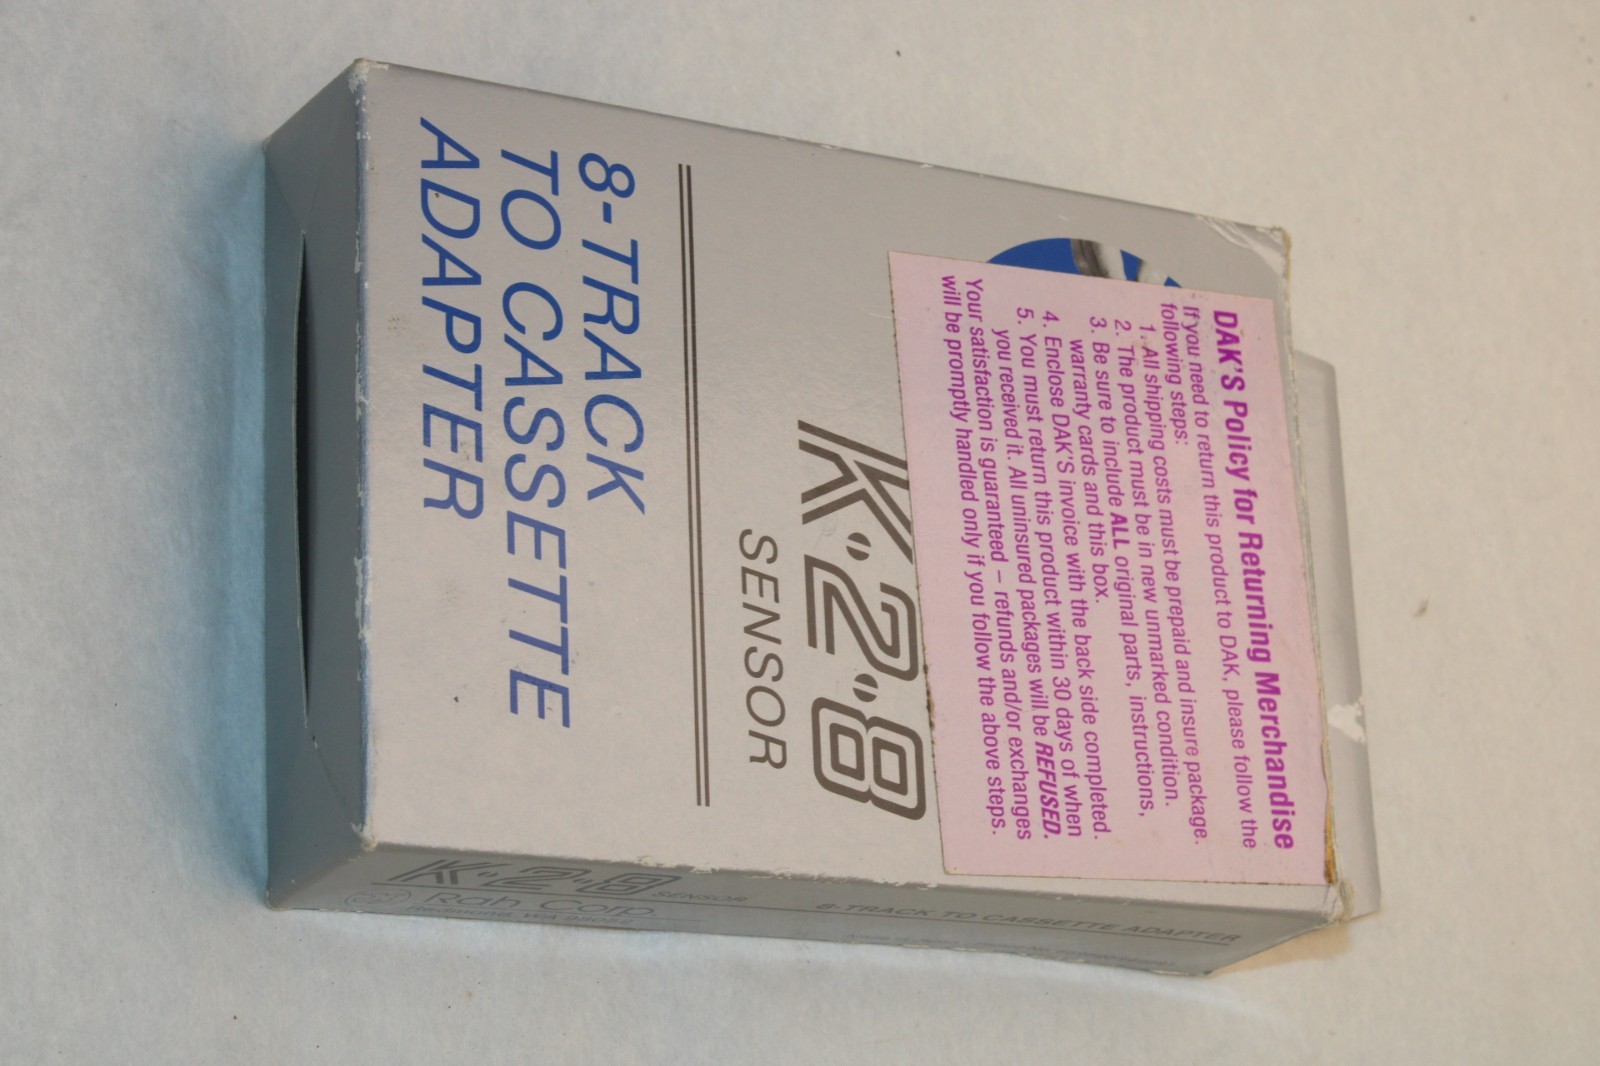 DAK'S Policy for Returning Merchandise
If you need to return this product to DAK, please follow the
following steps:
1. All shipping costs must be prepaid and insure package.
2. The product must be in new unmarked condition.
3. Be sure to include ALL original parts, instructions,
warranty cards and this box.
4. Enclose DAK'S invoice with the back side completed.
5. You must return this product within 30 days of when
you received it. All uninsured packages will be REFUSED.
Your satisfaction is guaranteed – refunds and/or exchanges
will be promptly handled only if you follow the above steps.
K•2•8
SENSOR
8-TRACK
TO CASSETTE
ADAPTER
K•2•8 SENSOR
8-TRACK TO CASSETTE ADAPTER
Rah Corp.
WA